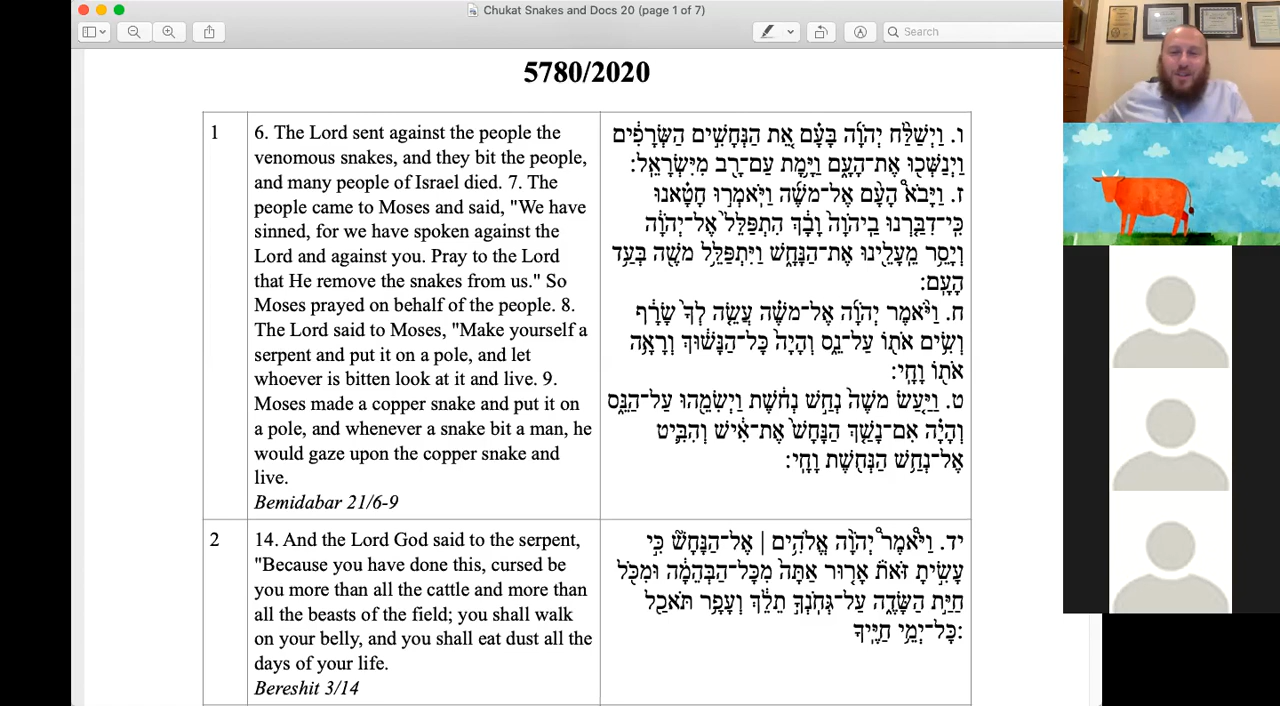 Chukat Snakes and Docs 20 (page 1 of 7)
Search
5780/2020
1
6. The Lord sent against the people the
venomous snakes, and they bit the people,
and many people of Israel died. 7. The
people came to Moses and said, "We have
sinned, for we have spoken against the
Lord and against you. Pray to the Lord
that He remove the snakes from us." So
Moses prayed on behalf of the people. 8.
The Lord said to Moses, "Make yourself a
serpent and put it on a pole, and let
whoever is bitten look at it and live. 9.
Moses made a copper snake and put it on
a pole, and whenever a snake bit a man, he
would gaze upon the copper snake and
live.
Bemidabar 21/6-9
ו. וַיְשַׁלַּ֨ח יְהֹוָ֜ה בָּעָ֗ם אֵ֚ת הַנְּחָשִׁ֣ים הַשְּׂרָפִ֔ים
וַֽיְנַשְּׁכ֖וּ אֶת־הָעָ֑ם וַיָּ֥מָת עַם־רָ֖ב מִיִּשְׂרָאֵֽל:
ז. וַיָּבֹא֩ הָעָ֨ם אֶל־משֶׁ֜ה וַיֹּֽאמְר֣וּ חָטָ֗אנוּ
כִּֽי־דִבַּ֤רְנוּ בַֽיהֹוָה֙ וָבָ֔ךְ הִתְפַּלֵּל֙ אֶל־יְהֹוָ֔ה
וְיָסֵ֥ר מֵֽעָלֵ֖ינוּ אֶת־הַנָּחָ֑שׁ וַיִּתְפַּלֵּ֥ל משֶׁ֖ה בְּעַ֥ד
הָעָֽם:
ח. וַיֹּ֨אמֶר יְהֹוָ֜ה אֶל־משֶׁ֗ה עֲשֵׂ֤ה לְךָ֙ שָׂרָ֔ף
וְשִׂ֥ים אֹת֖וֹ עַל־נֵ֑ס וְהָיָה֙ כָּל־הַנָּשׁ֔וּךְ וְרָאָ֥ה
אֹת֖וֹ וָחָֽי:
ט. וַיַּ֤עַשׂ משֶׁה֙ נְחַ֣שׁ נְח֔שֶׁת וַיְשִׂמֵ֖הוּ עַל־הַנֵּ֑ס
וְהָיָ֗ה אִם־נָשַׁ֤ךְ הַנָּחָשׁ֙ אֶת־אִ֔ישׁ וְהִבִּ֛יט
אֶל־נְחַ֥שׁ הַנְּח֖שֶׁת וָחָֽי:
2
14. And the Lord God said to the serpent,
"Because you have done this, cursed be
you more than all the cattle and more than
all the beasts of the field; you shall walk
on your belly, and you shall eat dust all the
days of your life.
Bereshit 3/14
יד. וַיֹּ֩אמֶר֩ יְהֹוָ֨ה אֱלֹהִ֥ים | אֶל־הַנָּחָשׁ֘ כִּ֣י
עָשִׂ֣יתָ זֹּאת֒ אָר֤וּר אַתָּה֙ מִכָּל־הַבְּהֵמָ֔ה וּמִכֹּ֖ל
חַיַּ֣ת הַשָּׂדֶ֑ה עַל־גְּחֹֽנְךָ֣ תֵלֵ֔ךְ וְעָפָ֥ר תֹּאכַ֖ל
כָּל־יְמֵ֥י חַיֶּֽיךָ: